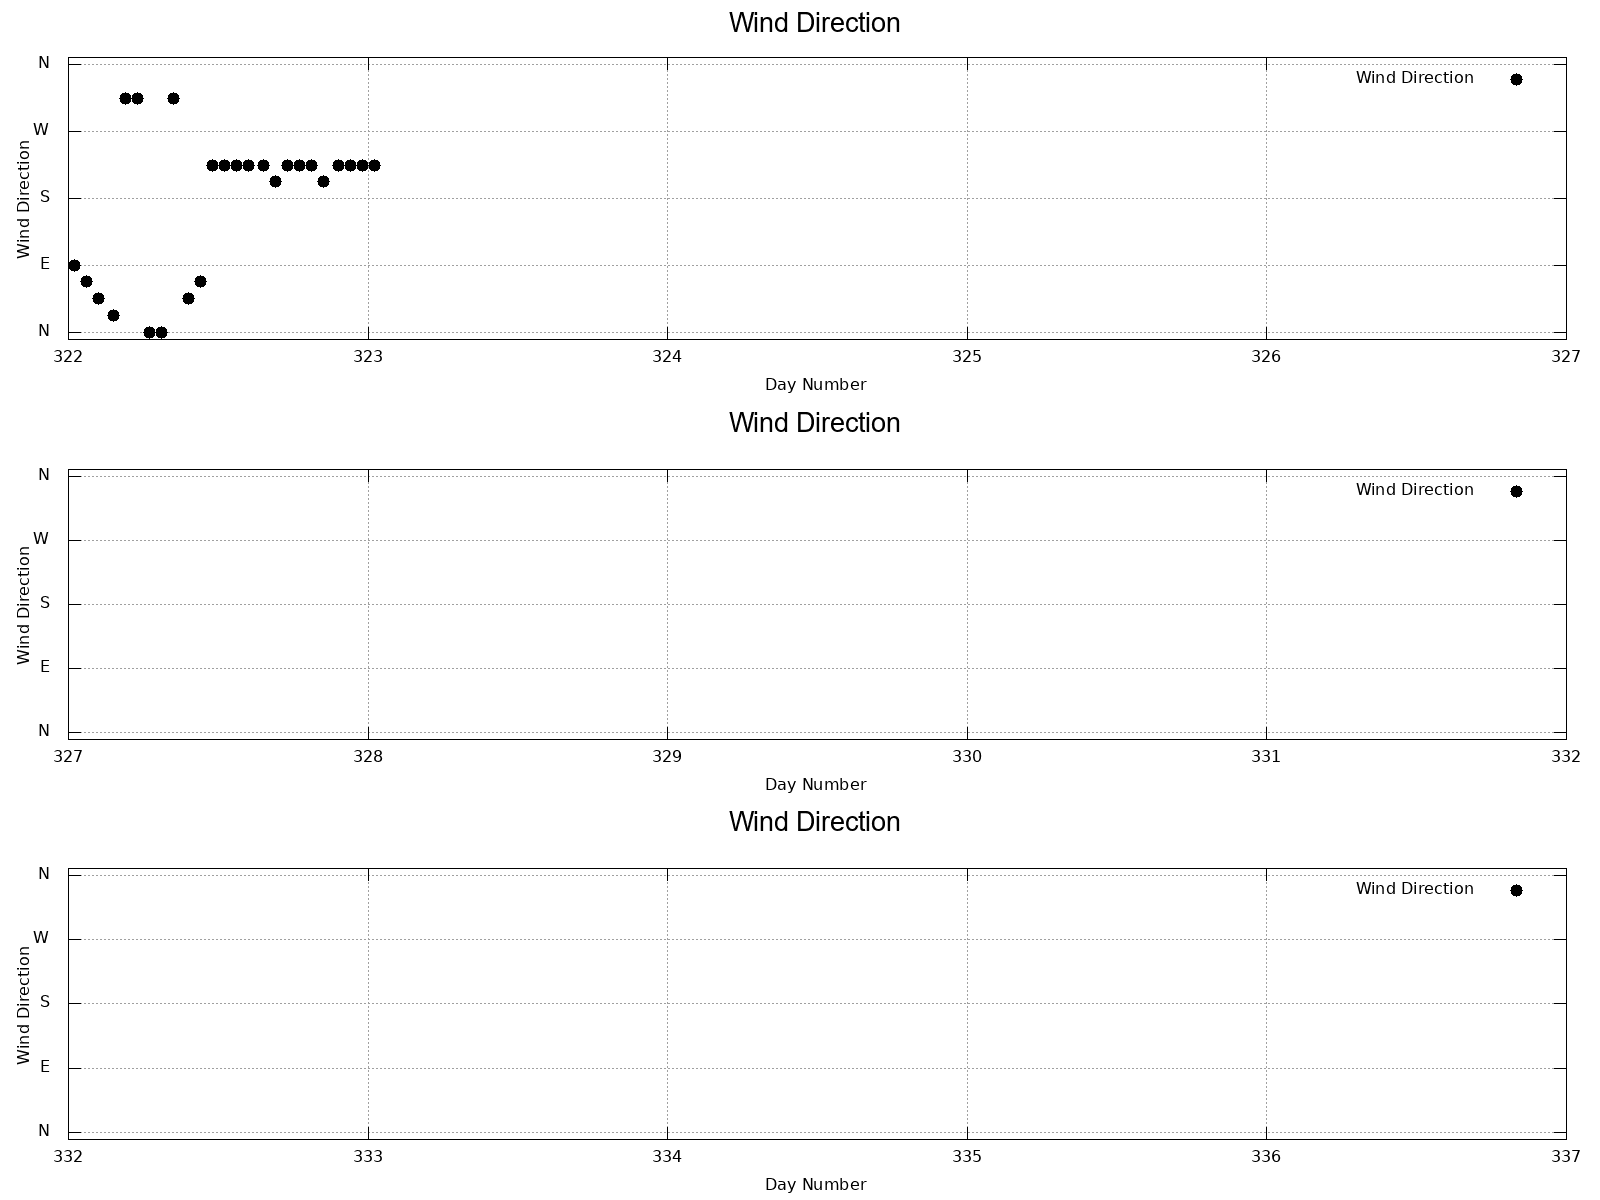 Wind Direction
N
Wind Direction
W
S
E
N
Wind Direction
322 323 324 325 326 327
Day Number
Wind Direction
N
Wind Direction
W
S
E
N
Wind Direction
327 328 329 330 331 332
Day Number
Wind Direction
N
Wind Direction
W
S
E
N
Wind Direction
332 333 334 335 336 337
Day Number